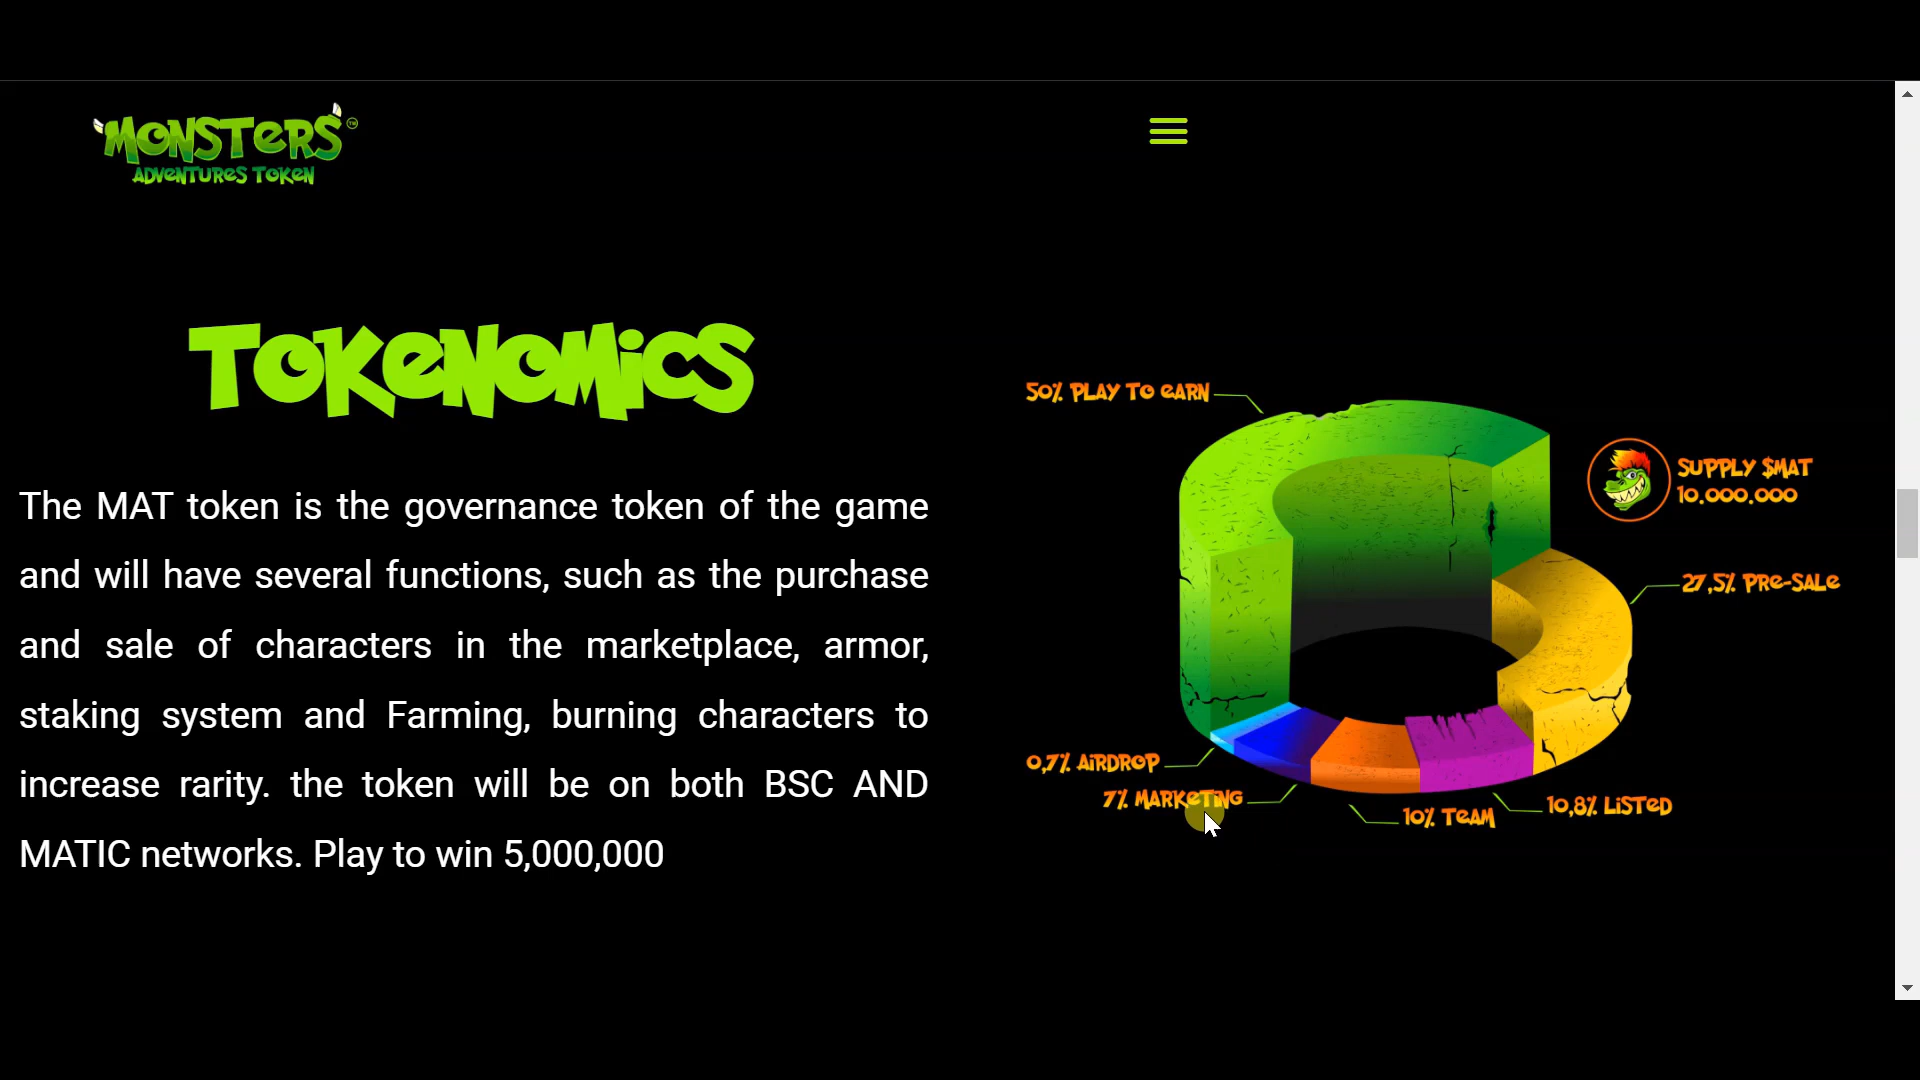 MONSTERS™
ADVENTURES TOKEN
TOKENOMICS
The MAT token is the governance token of the game
and will have several functions, such as the purchase
and sale of characters in the marketplace, armor,
staking system and Farming, burning characters to
increase rarity. the token will be on both BSC AND
MATIC networks. Play to win 5,000,000
50% PLAY TO EARN
SUPPLY $MAT
10.000.000
27,5% PRE-SALE
0,7% AIRDROP
7% MARKETING
10% TEAM
10,8% LISTED